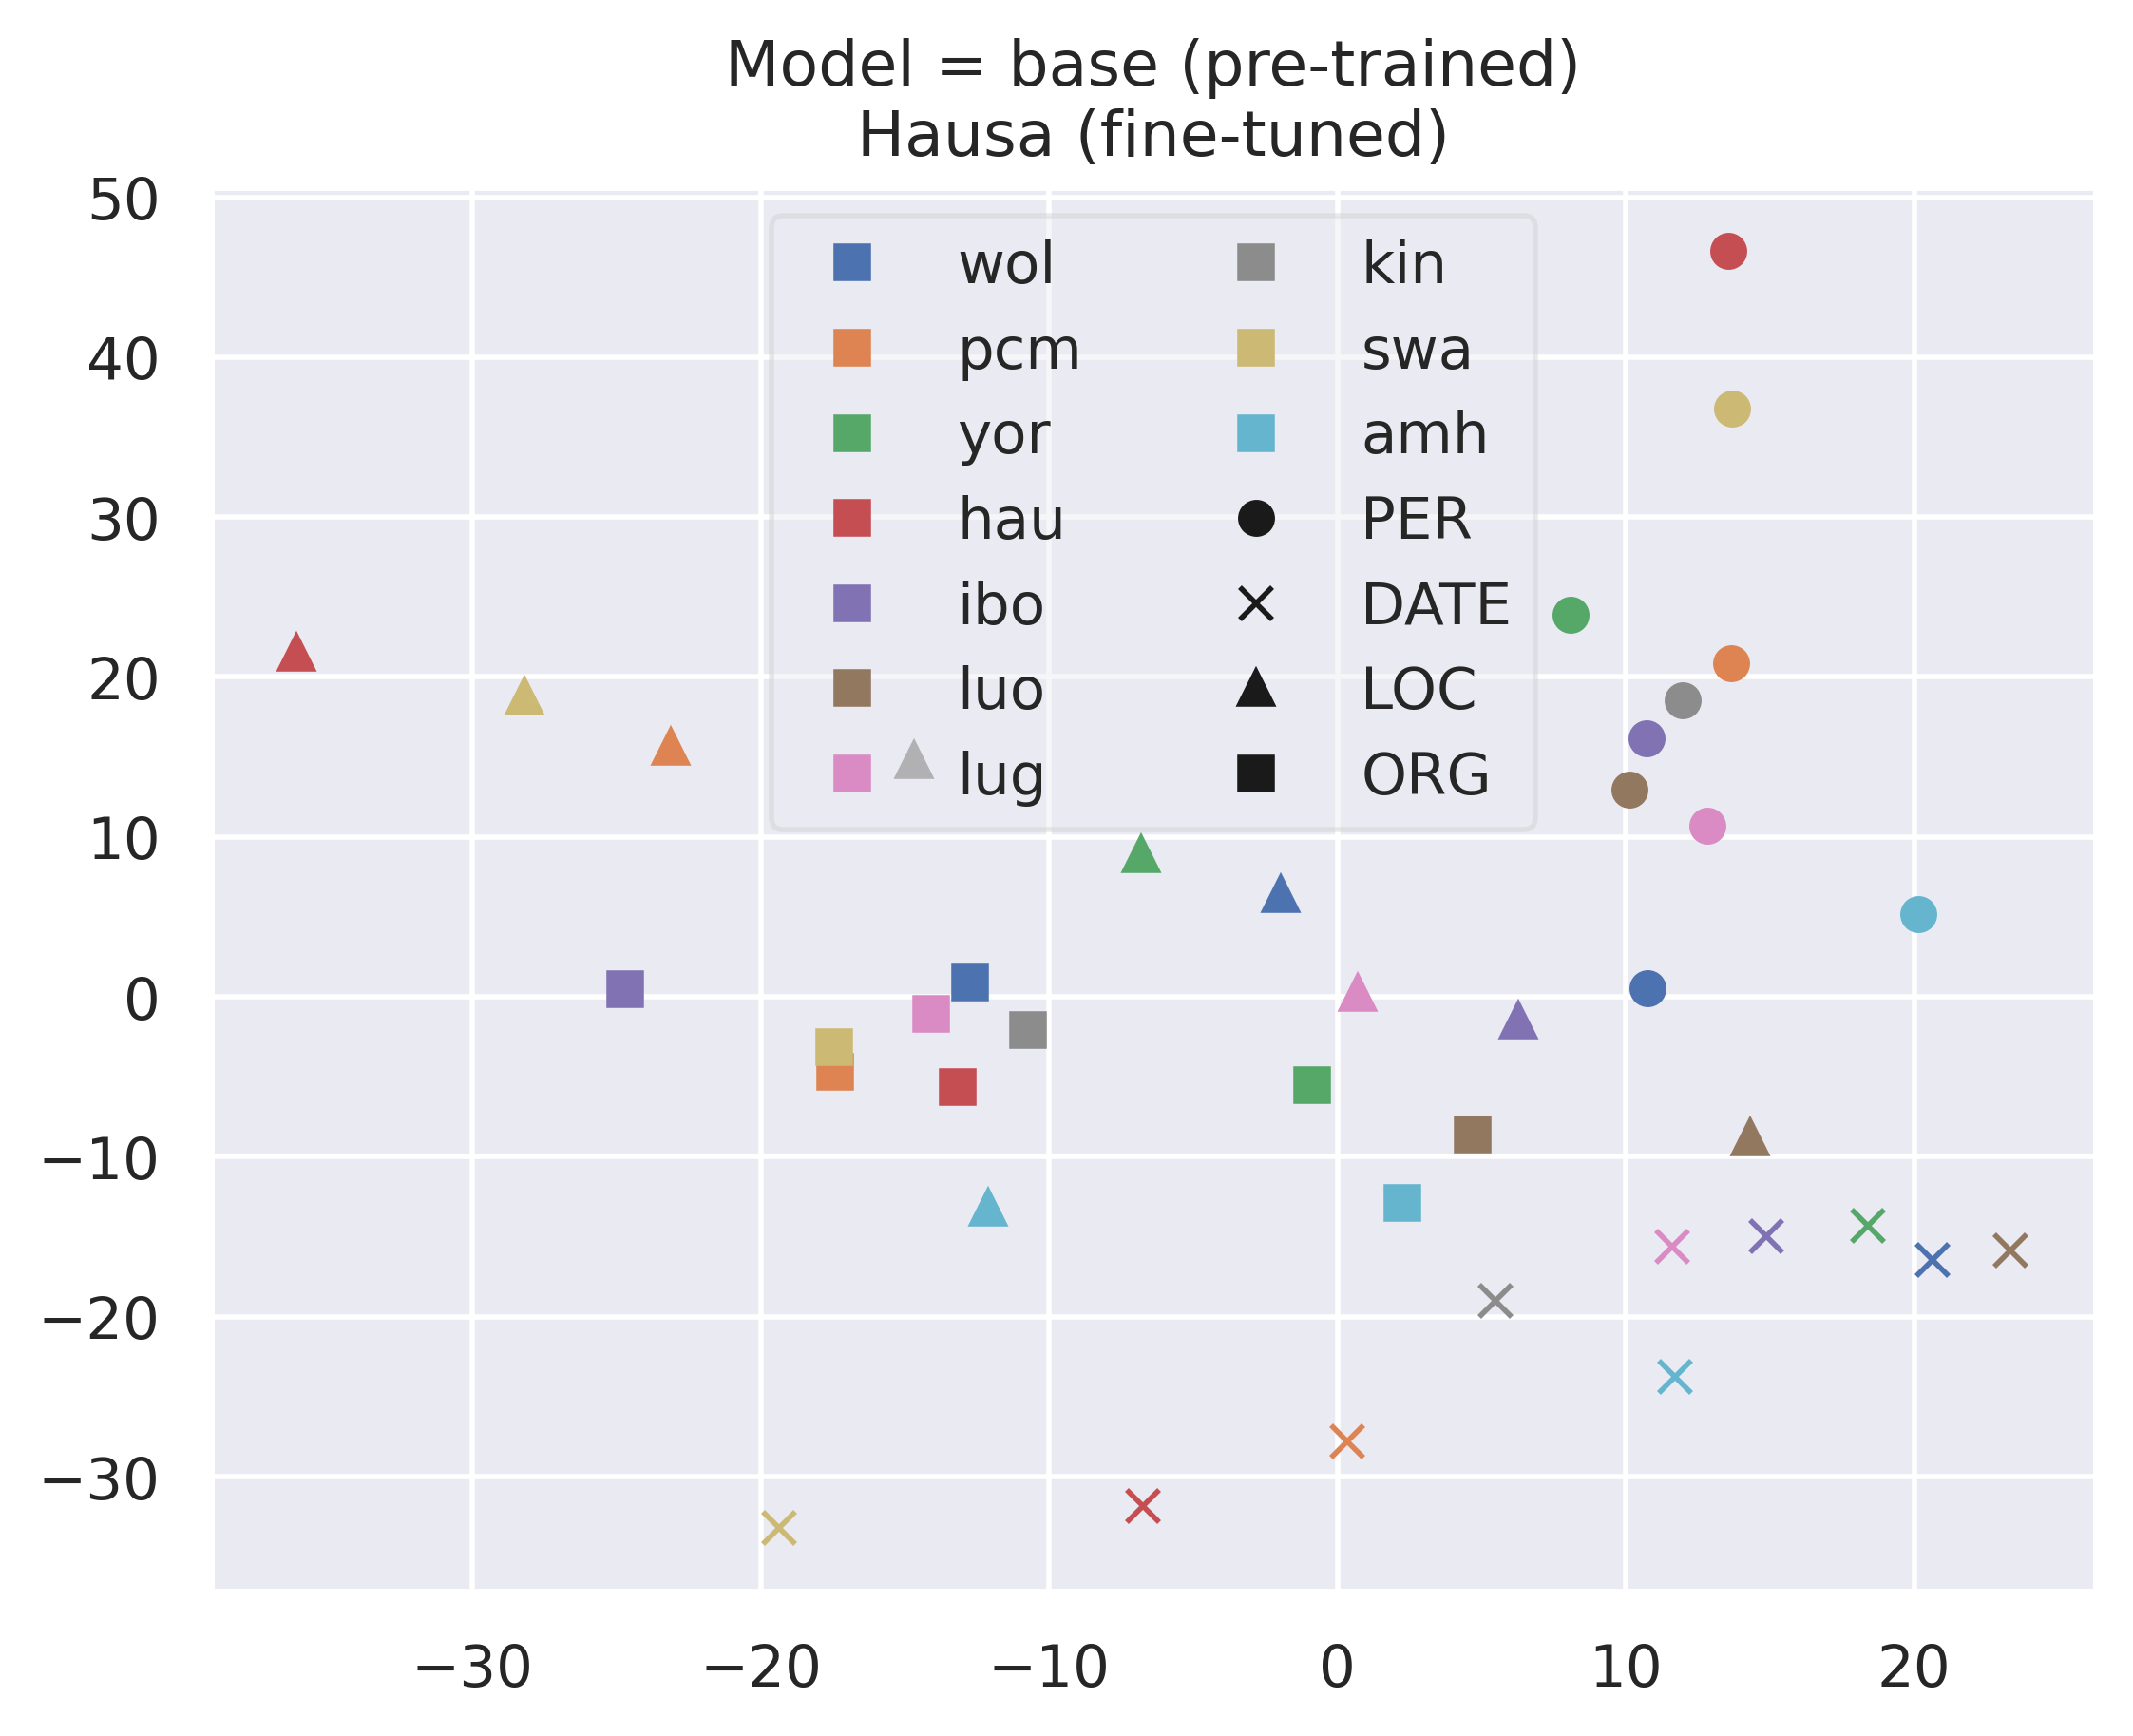 Model = base (pre-trained)
Hausa (fine-tuned)
50
40
30
20
10
0
−10
−20
−30
wol
pcm
yor
hau
ibo
luo
lug
kin
swa
amh
PER
DATE
LOC
ORG
−30 −20 −10 0 10 20